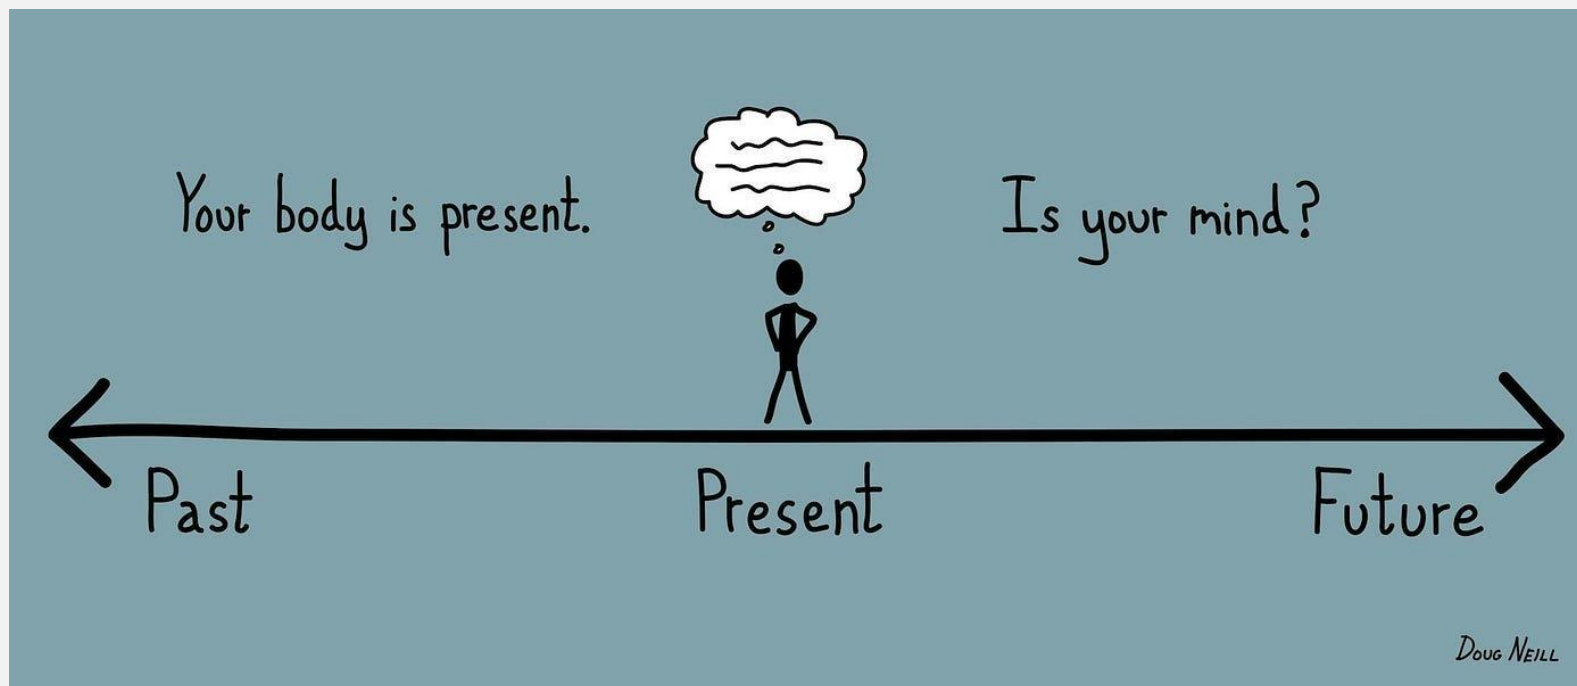 Your body is present.
Is your mind?
Past
Present
Future
DOUG NEILL